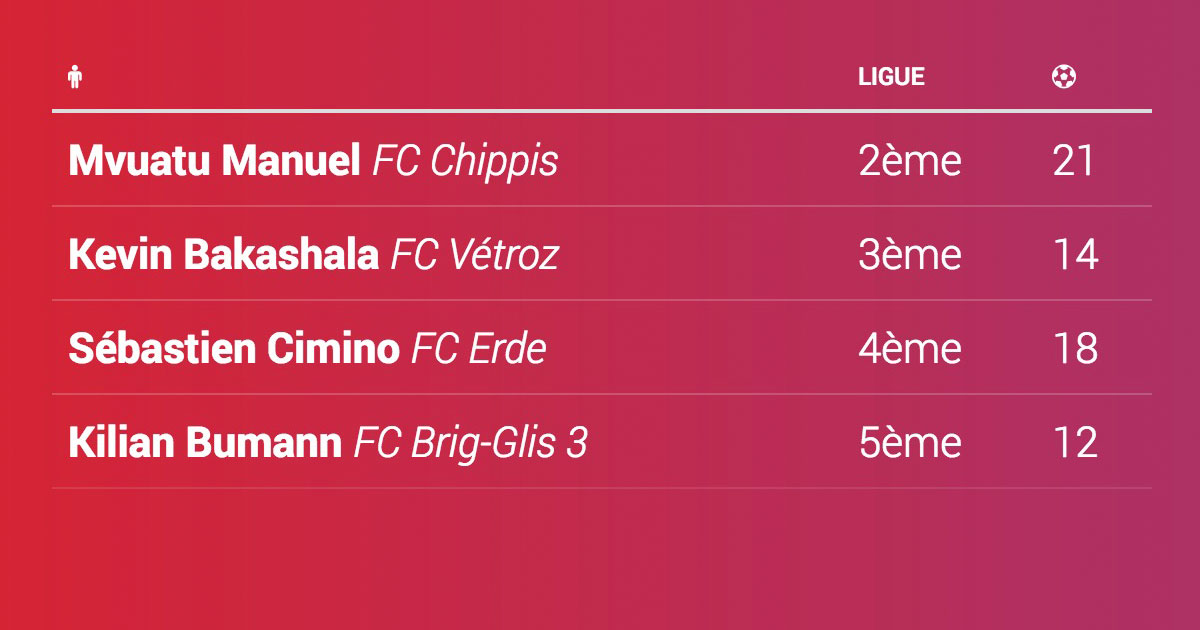 LIGUE
Mvuatu Manuel FC Chippis 2ème 21
Kevin Bakashala FC Vétroz 3ème 14
Sébastien Cimino FC Erde 4ème 18
Kilian Bumann FC Brig-Glis 3 5ème 12